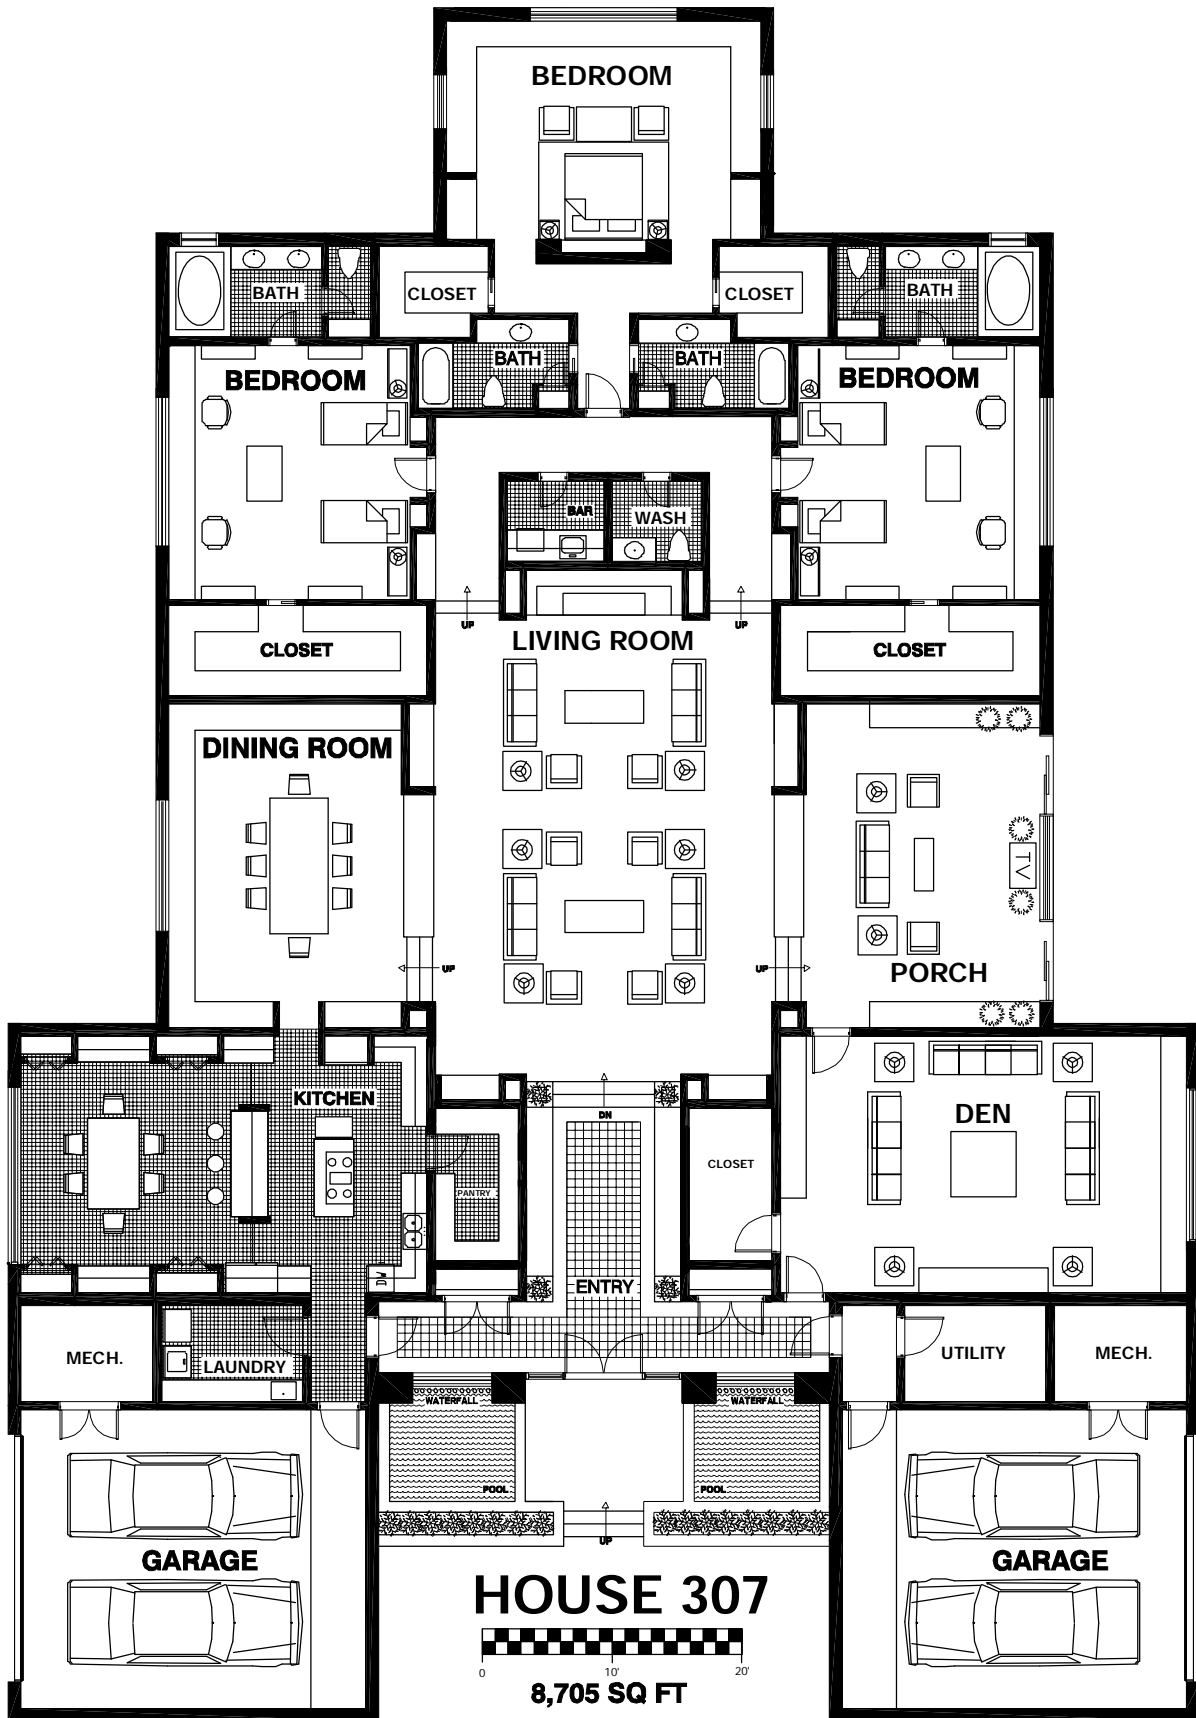 BEDROOM
BATH
CLOSET
CLOSET
BATH
BATH
BATH
BEDROOM
BEDROOM
BAR
WASH
UP
UP
LIVING ROOM
CLOSET
CLOSET
DINING ROOM
TV
UP
UP
PORCH
KITCHEN
DN
DEN
CLOSET
PANTRY
DW
ENTRY
MECH.
LAUNDRY
UTILITY
MECH.
WATERFALL
WATERFALL
POOL
POOL
UP
GARAGE
GARAGE
HOUSE 307
0 10' 20'
8,705 SQ FT